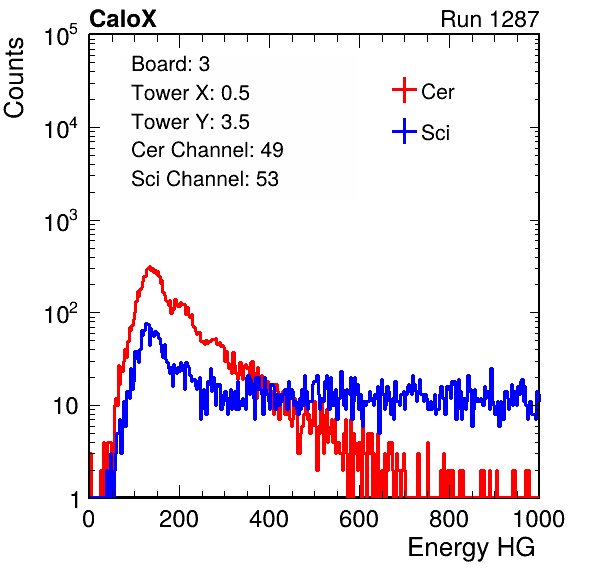 CaloX Run 1287
Counts
Board: 3
Tower X: 0.5
Tower Y: 3.5
Cer Channel: 49
Sci Channel: 53
Cer
Sci
10^5
10^4
10^3
10^2
10
1
0 200 400 600 800 1000
Energy HG